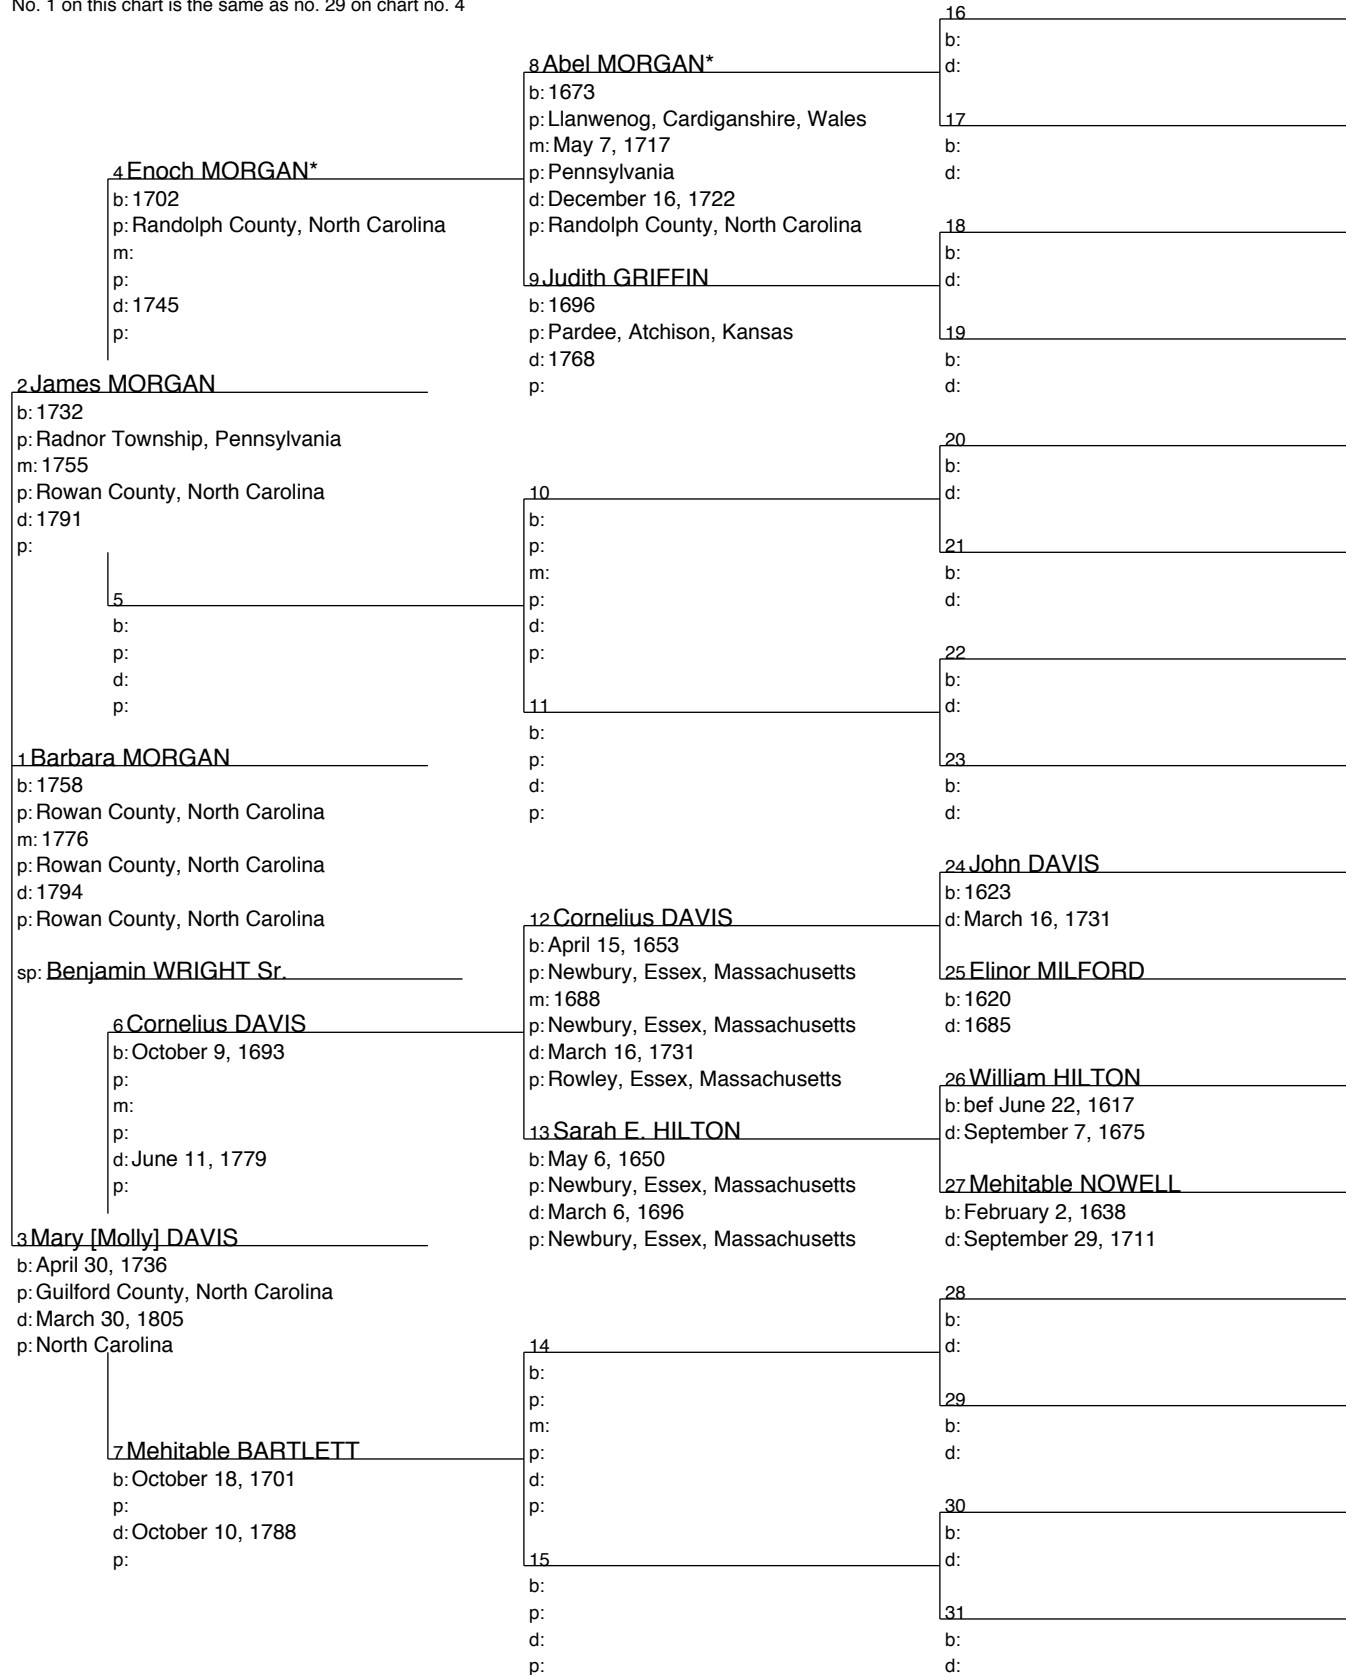 No. 1 on this chart is the same as no. 29 on chart no. 4
2 James MORGAN
b: 1732
p: Radnor Township, Pennsylvania
m: 1755
p: Rowan County, North Carolina
d: 1791
p:
1 Barbara MORGAN
b: 1758
p: Rowan County, North Carolina
m: 1776
p: Rowan County, North Carolina
d: 1794
p: Rowan County, North Carolina
sp: Benjamin WRIGHT Sr.
3 Mary [Molly] DAVIS
b: April 30, 1736
p: Guilford County, North Carolina
d: March 30, 1805
p: North Carolina
4 Enoch MORGAN*
b: 1702
p: Randolph County, North Carolina
m:
p:
d: 1745
p:
5
b:
p:
d:
p:
6 Cornelius DAVIS
b: October 9, 1693
p:
m:
p:
d: June 11, 1779
p:
7 Mehitable BARTLETT
b: October 18, 1701
p:
d: October 10, 1788
p:
8 Abel MORGAN*
b: 1673
p: Llanwenog, Cardiganshire, Wales
m: May 7, 1717
p: Pennsylvania
d: December 16, 1722
p: Randolph County, North Carolina
9 Judith GRIFFIN
b: 1696
p: Pardee, Atchison, Kansas
d: 1768
p:
10
b:
p:
m:
p:
d:
p:
11
b:
p:
d:
p:
12 Cornelius DAVIS
b: April 15, 1653
p: Newbury, Essex, Massachusetts
m: 1688
p: Newbury, Essex, Massachusetts
d: March 16, 1731
p: Rowley, Essex, Massachusetts
13 Sarah E. HILTON
b: May 6, 1650
p: Newbury, Essex, Massachusetts
d: March 6, 1696
p: Newbury, Essex, Massachusetts
14
b:
p:
m:
p:
d:
p:
15
b:
p:
d:
p:
16
b:
d:
17
b:
d:
18
b:
d:
19
b:
d:
20
b:
d:
21
b:
d:
22
b:
d:
23
b:
d:
24 John DAVIS
b: 1623
d: March 16, 1731
25 Elinor MILFORD
b: 1620
d: 1685
26 William HILTON
b: bef June 22, 1617
d: September 7, 1675
27 Mehitable NOWELL
b: February 2, 1638
d: September 29, 1711
28
b:
d:
29
b:
d:
30
b:
d:
31
b:
d: